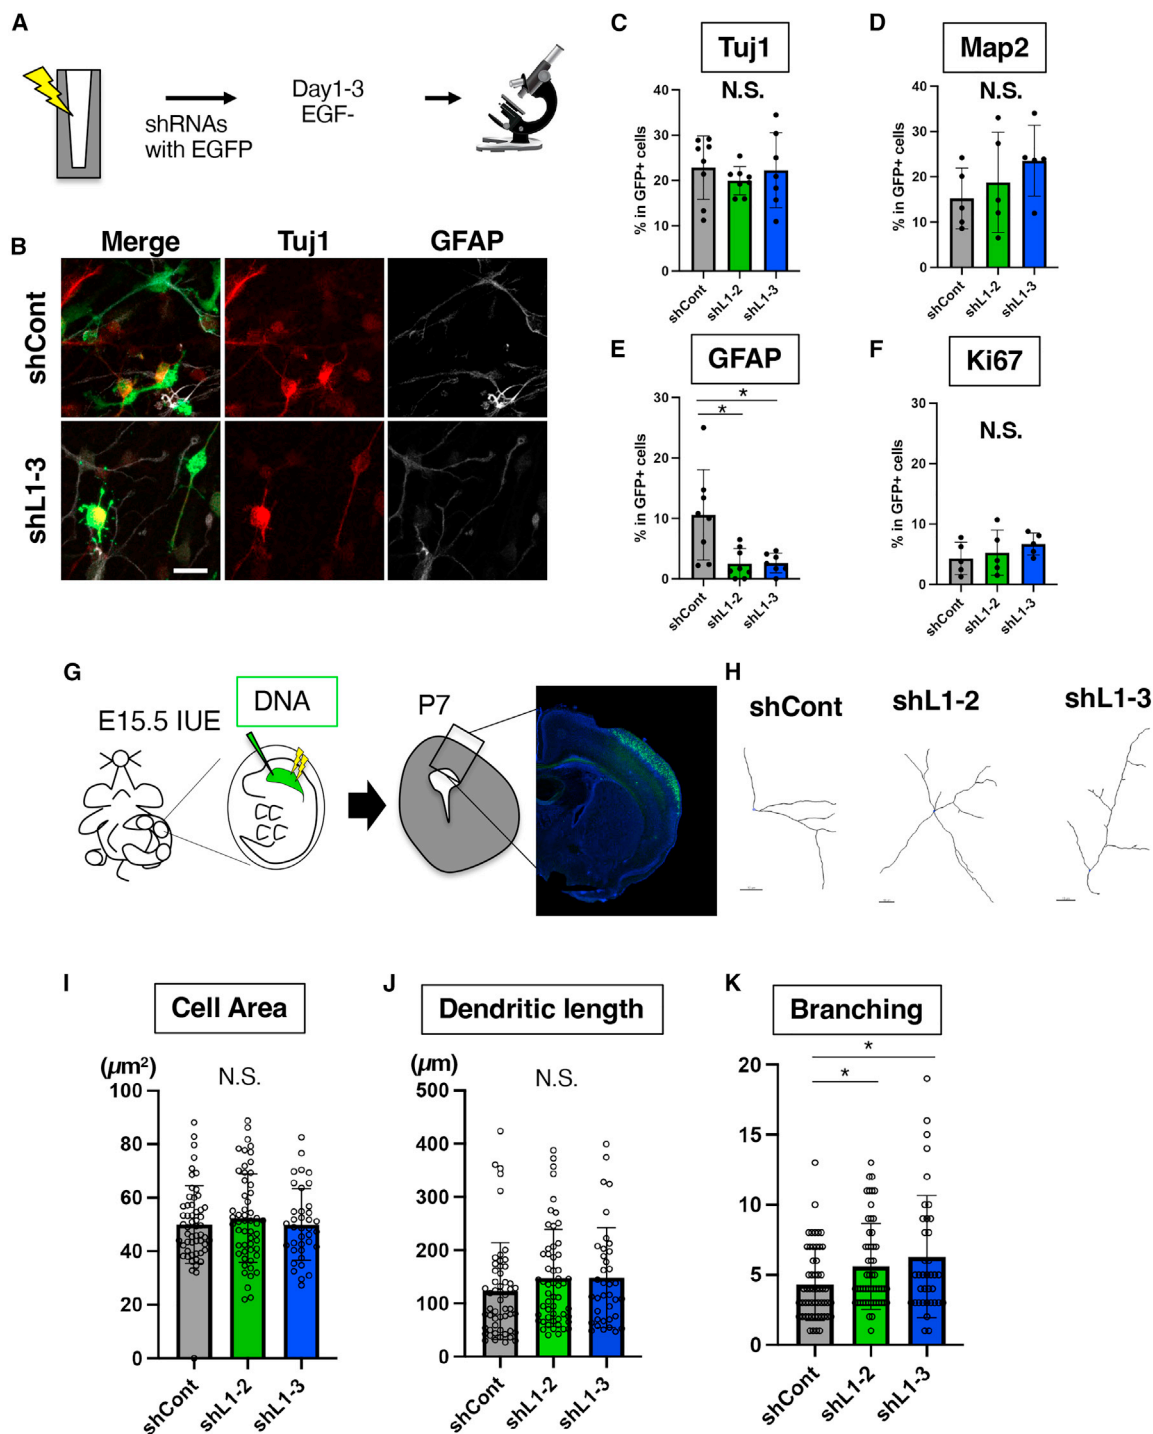 A
shRNAs
with EGFP
Day1-3
EGF-
B
Merge
Tuj1
GFAP
shCont
shL1-3
C
Tuj1
N.S.
% in GFP+ cells
40
30
20
10
0
shCont
shL1-2
shL1-3
D
Map2
N.S.
% in GFP+ cells
40
30
20
10
0
shCont
shL1-2
shL1-3
E
GFAP
*
*
% in GFP+ cells
30
20
10
0
shCont
shL1-2
shL1-3
F
Ki67
N.S.
% in GFP+ cells
30
20
10
0
shCont
shL1-2
shL1-3
G
E15.5 IUE
DNA
P7
H
shCont
shL1-2
shL1-3
I
Cell Area
(μm²)
N.S.
100
80
60
40
20
0
shCont
shL1-2
shL1-3
J
Dendritic length
(μm)
N.S.
500
400
300
200
100
0
shCont
shL1-2
shL1-3
K
Branching
*
*
20
15
10
5
0
shCont
shL1-2
shL1-3